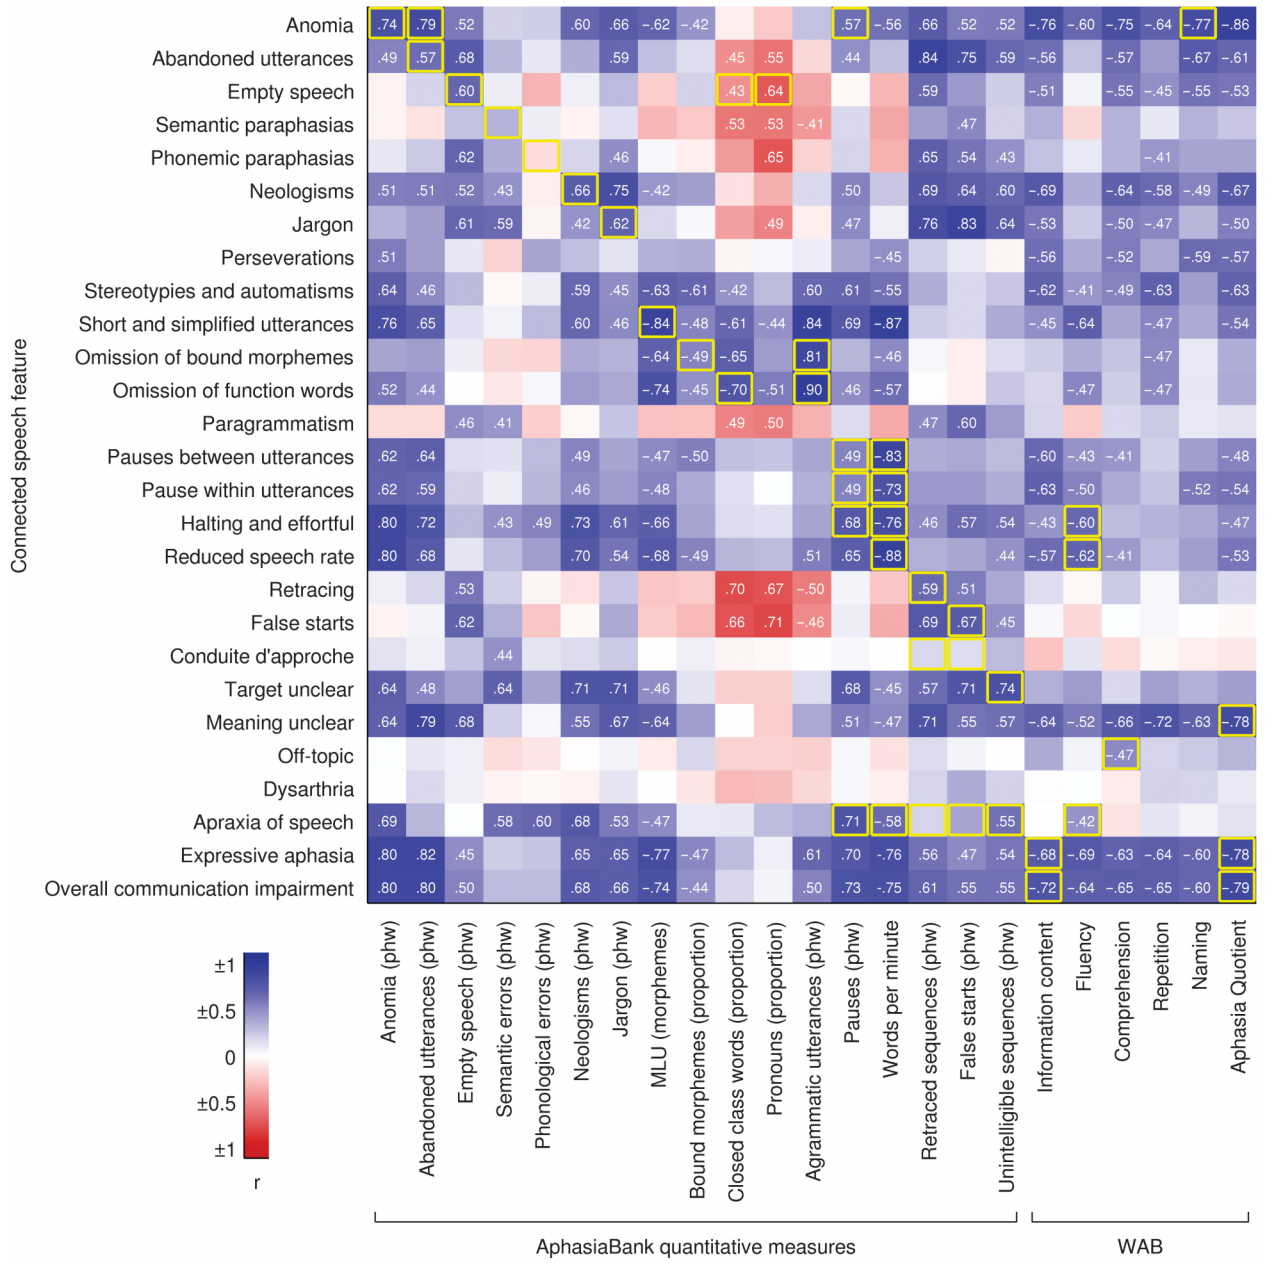 Connected speech feature
Anomia .74 .79 .52 .60 .66 −.62 −.42 .57 −.56 .66 .52 .52 −.76 −.60 −.75 −.64 −.77 −.86
Abandoned utterances .49 .57 .68 .59 .45 .55 .44 .84 .75 .59 −.56 −.57 −.67 −.61
Empty speech .60 .43 .64 .59 −.51 −.55 −.45 −.55 −.53
Semantic paraphasias .53 .53 −.41 .47
Phonemic paraphasias .62 .46 .65 .65 .54 .43 −.41
Neologisms .51 .51 .52 .43 .66 .75 −.42 .50 .69 .64 .60 −.69 −.64 −.58 −.49 −.67
Jargon .61 .59 .42 .62 .49 .47 .76 .83 .64 −.53 −.50 −.47 −.50
Perseverations .51 −.45 −.56 −.52 −.59 −.57
Stereotypies and automatisms .64 .46 .59 .45 −.63 −.61 −.42 .60 .61 −.55 −.62 −.41 −.49 −.63 −.63
Short and simplified utterances .76 .65 .60 .46 −.84 −.48 −.61 −.44 .84 .69 −.87 −.45 −.64 −.47 −.54
Omission of bound morphemes −.64 −.49 −.65 .81 −.46 −.47
Omission of function words .52 .44 −.74 −.45 −.70 −.51 .90 .46 −.57 −.47 −.47
Paragrammatism .46 .41 .49 .50 .47 .60
Pauses between utterances .62 .64 .49 −.47 −.50 .49 −.83 −.60 −.43 −.41 −.48
Pause within utterances .62 .59 .46 −.48 .49 −.73 −.63 −.50 −.52 −.54
Halting and effortful .80 .72 .43 .49 .73 .61 −.66 .68 −.76 .46 .57 .54 −.43 −.60 −.47
Reduced speech rate .80 .68 .70 .54 −.68 −.49 .51 .65 −.88 .44 −.57 −.62 −.41 −.53
Retracing .53 .70 .67 −.50 .59 .51
False starts .62 .66 .71 −.46 .69 .67 .45
Conduite d'approche .44
Target unclear .64 .48 .64 .71 .71 −.46 .68 −.45 .57 .71 .74
Meaning unclear .64 .79 .68 .55 .67 −.64 .51 −.47 .71 .55 .57 −.64 −.52 −.66 −.72 −.63 −.78
Off-topic −.47
Dysarthria
Apraxia of speech .69 .58 .60 .68 .53 −.47 .71 −.58 .55 −.42
Expressive aphasia .80 .82 .45 .65 .65 −.77 −.47 .61 .70 −.76 .56 .47 .54 −.68 −.69 −.63 −.64 −.60 −.78
Overall communication impairment .80 .80 .50 .68 .66 −.74 −.44 .50 .73 −.75 .61 .55 .55 −.72 −.64 −.65 −.65 −.60 −.79
Anomia (phw)
Abandoned utterances (phw)
Empty speech (phw)
Semantic errors (phw)
Phonological errors (phw)
Neologisms (phw)
Jargon (phw)
MLU (morphemes)
Bound morphemes (proportion)
Closed class words (proportion)
Pronouns (proportion)
Agrammatic utterances (phw)
Pauses (phw)
Words per minute
Retraced sequences (phw)
False starts (phw)
Unintelligible sequences (phw)
Information content
Fluency
Comprehension
Repetition
Naming
Aphasia Quotient
±1
±0.5
0
±0.5
±1
r
AphasiaBank quantitative measures
WAB